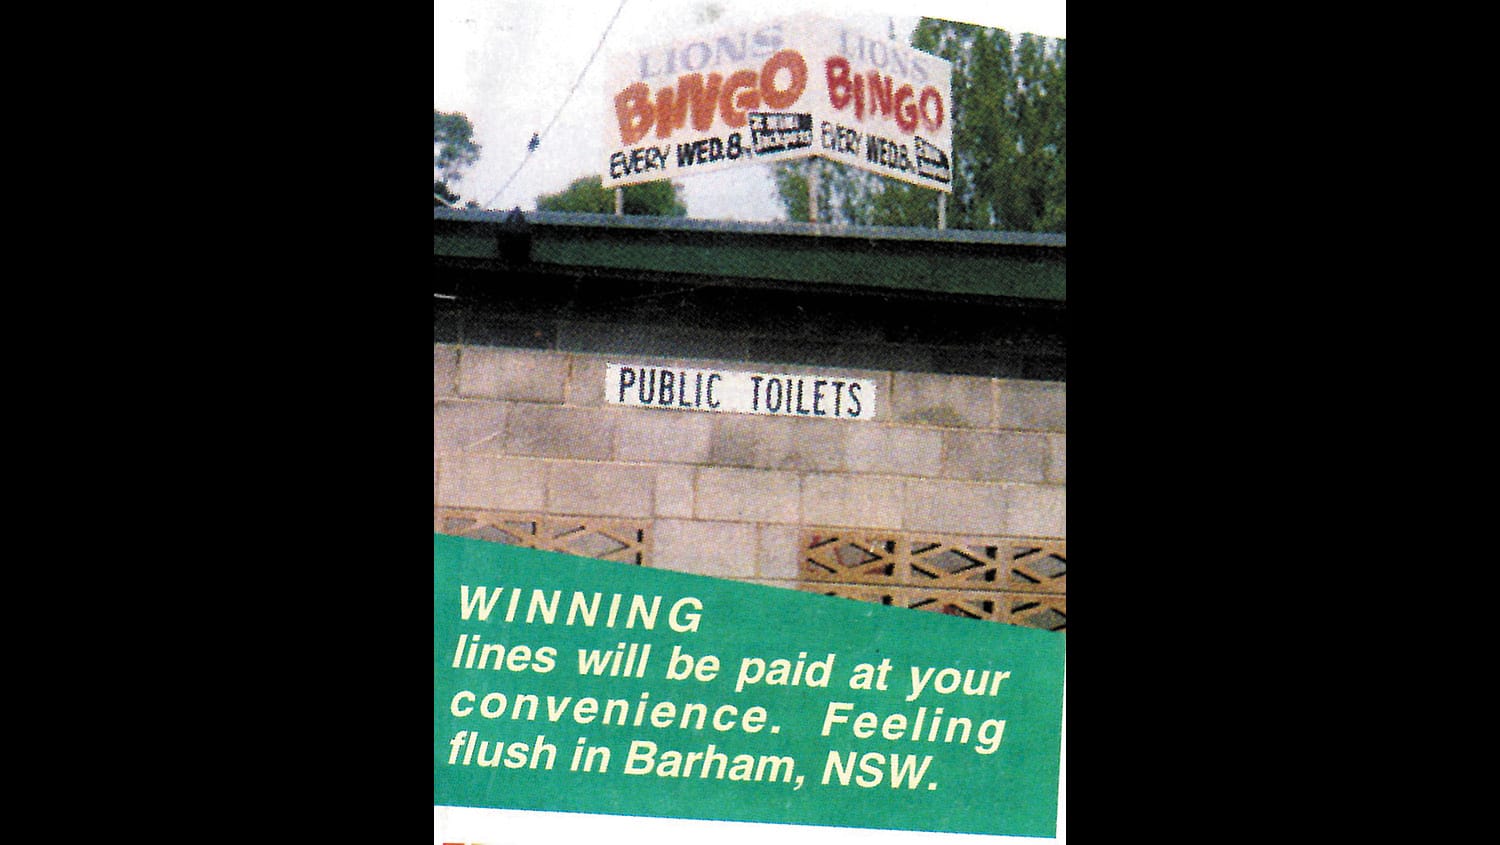 LIONS
BINGO
EVERY WED. 8
LIONS
BINGO
EVERY WED. 8
PUBLIC TOILETS
WINNING
lines will be paid at your
convenience. Feeling
flush in Barham, NSW.